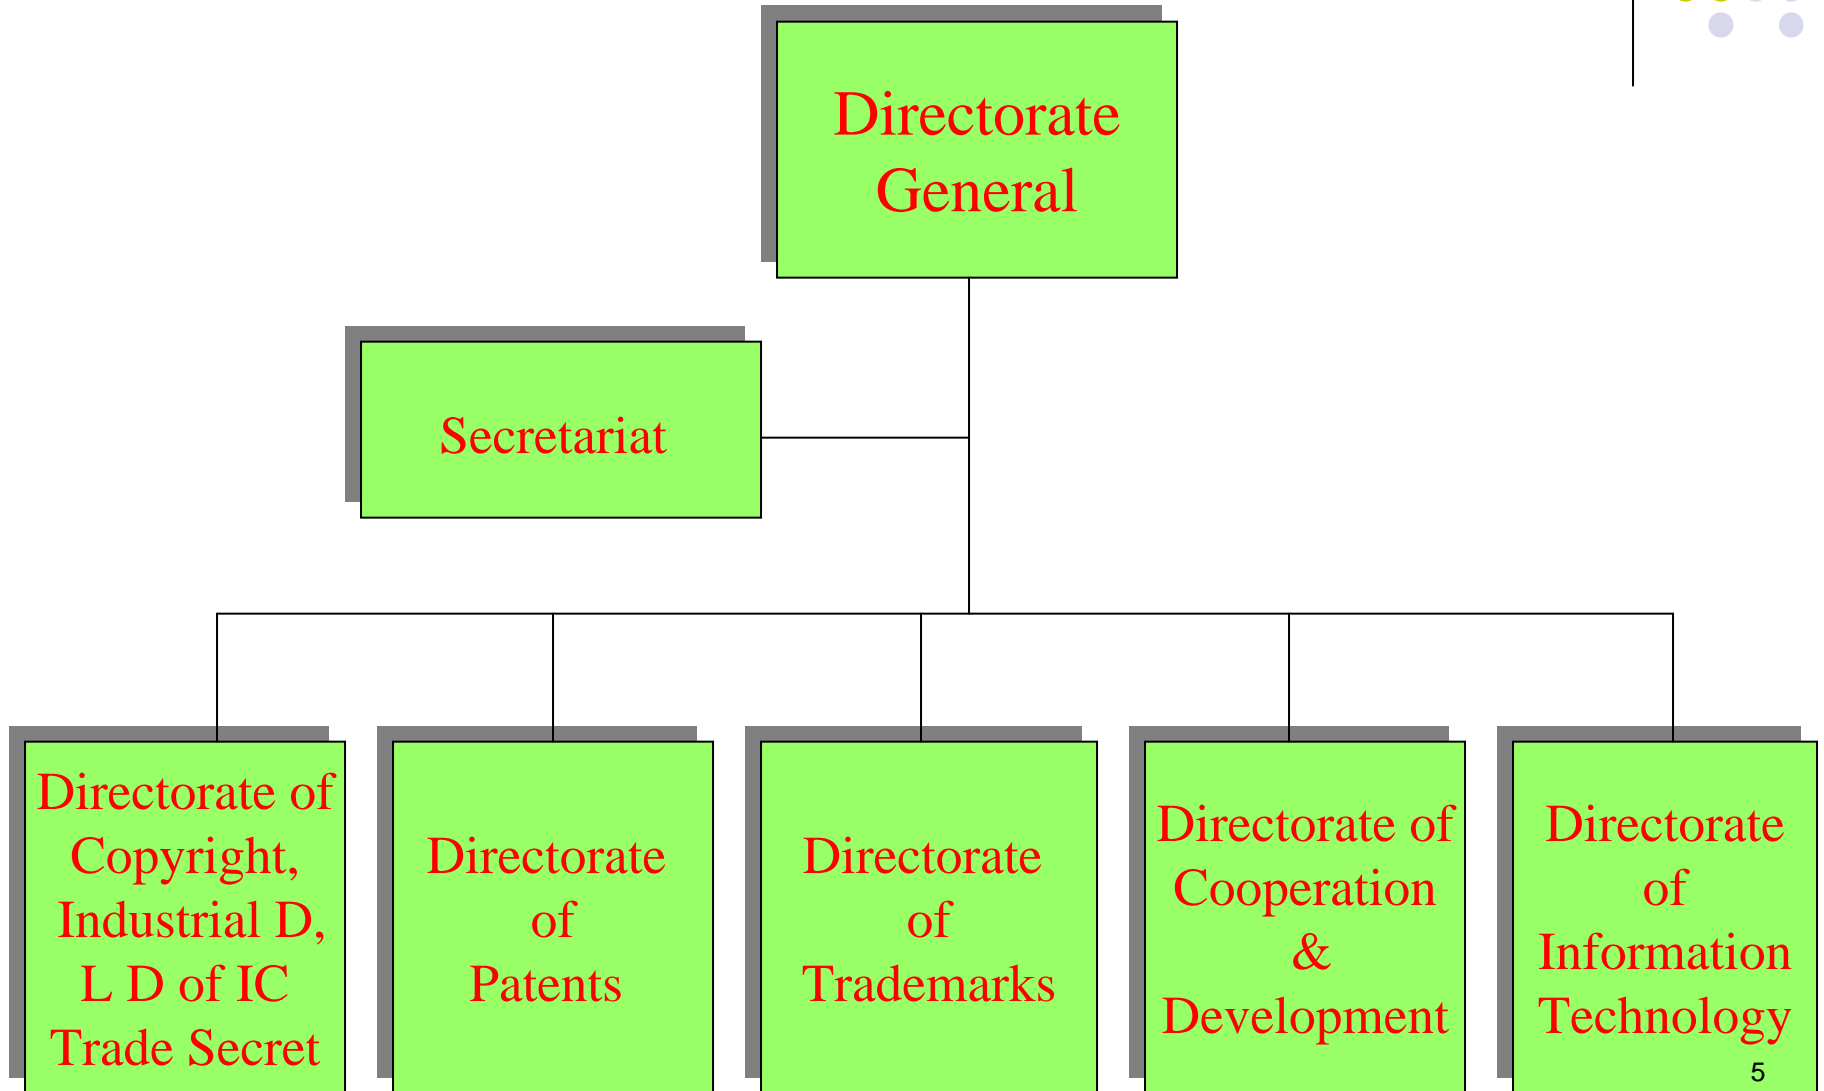 Directorate
General
Secretariat
Directorate of
Copyright,
Industrial D,
L D of IC
Trade Secret
Directorate
of
Patents
Directorate
of
Trademarks
Directorate of
Cooperation
&
Development
Directorate
of
Information
Technology
5